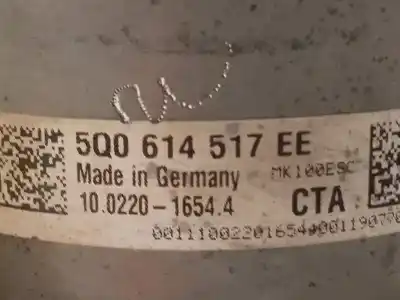 5Q0 614 517 EE
Made in Germany MK100ESC
10.0220-1654.4 CTA